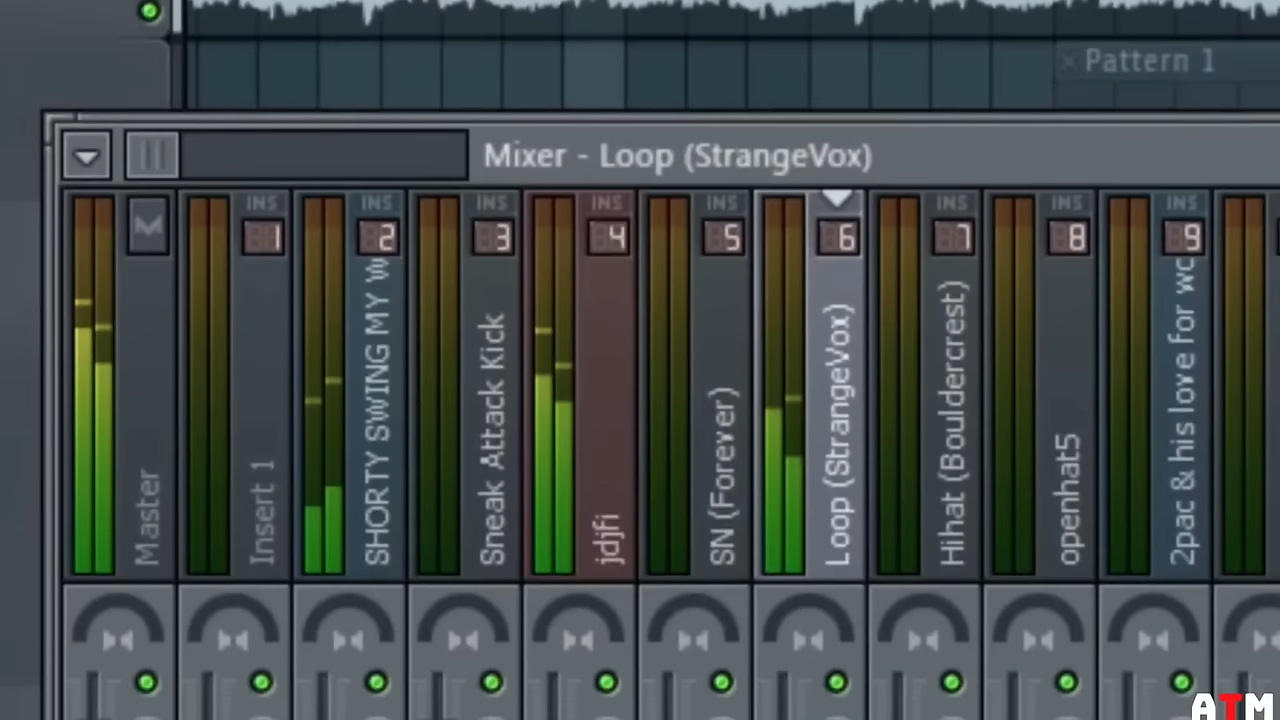 Pattern 1
Mixer - Loop (StrangeVox)
INS INS INS INS INS INS INS INS INS
M 1 2 3 4 5 6 7 8 9
Master
Insert 1
SHORTY SWING MY W
Sneak Attack Kick
jdjfi
SN (Forever)
Loop (StrangeVox)
Hihat (Bouldercrest)
openhat5
2pac & his love for wo
ATM